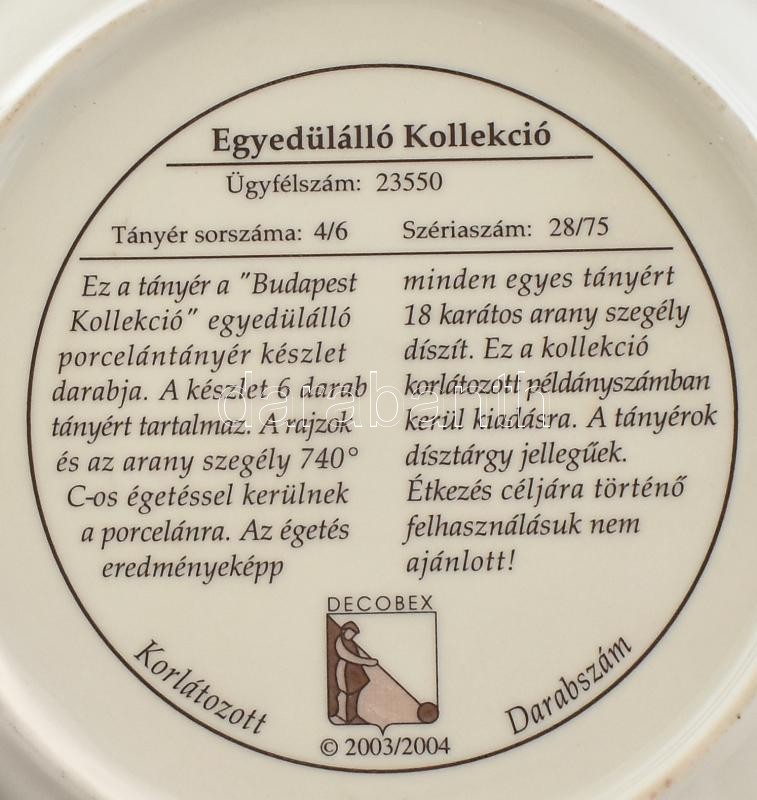 Egyedülálló Kollekció
Ügyfélszám: 23550
Tányér sorszáma: 4/6 Szériaszám: 28/75
Ez a tányér a "Budapest
Kollekció" egyedülálló
porcelántányér készlet
darabja. A készlet 6 darab
tányért tartalmaz. A rajzok
és az arany szegély 740°
C-os égetéssel kerülnek
a porcelánra. Az égetés
eredményeképp
minden egyes tányért
18 karátos arany szegély
díszít. Ez a kollekció
korlátozott példányszámban
kerül kiadásra. A tányérok
dísztárgy jellegűek.
Étkezés céljára történő
felhasználásuk nem
ajánlott!
DECOBEX
Korlátozott Darabszám
© 2003/2004
darabanth